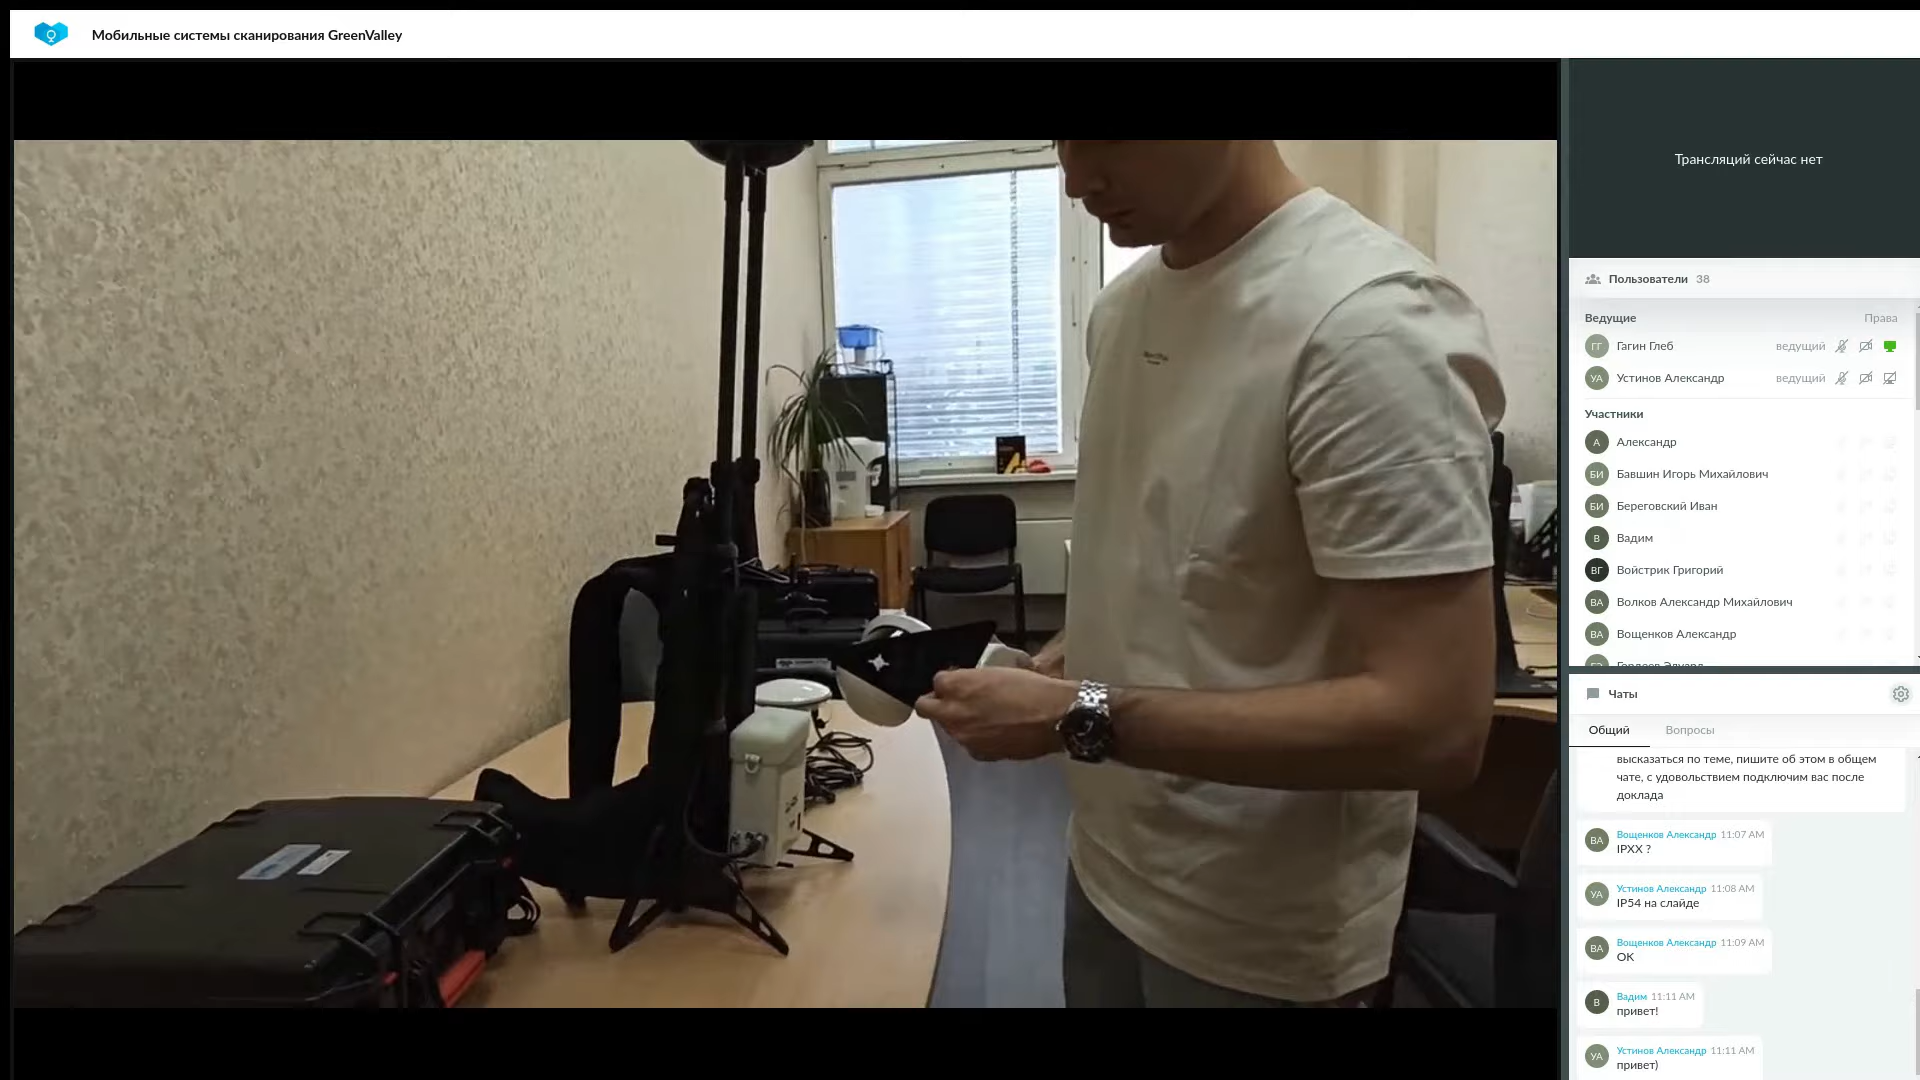 Мобильные системы сканирования GreenValley
Трансляций сейчас нет
Пользователи 38
Ведущие Права
ГГ Гагин Глеб ведущий
УА Устинов Александр ведущий
Участники
А Александр
БИ Бавшин Игорь Михайлович
БИ Береговский Иван
В Вадим
ВГ Войстрик Григорий
ВА Волков Александр Михайлович
ВА Вощенков Александр
Гордеев Эдуард
Чаты
Общий Вопросы
высказаться по теме, пишите об этом в общем
чате, с удовольствием подключим вас после
доклада
ВА Вощенков Александр 11:07 AM
IPXX ?
УА Устинов Александр 11:08 AM
IP54 на слайде
ВА Вощенков Александр 11:09 AM
OK
В Вадим 11:11 AM
привет!
УА Устинов Александр 11:11 AM
привет)